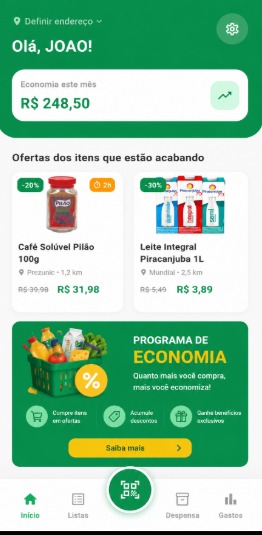 Definir endereço
Olá, JOAO!
Economia este mês
R$ 248,50
Ofertas dos itens que estão acabando
-20%
2h
PILÃO
Café Solúvel Pilão
100g
Prezunic • 1,2 km
R$ 39,98 R$ 31,98
-30%
Piracanjuba
Leite Integral
Piracanjuba 1L
Mundial • 2,5 km
R$ 5,49 R$ 3,89
PROGRAMA DE
ECONOMIA
Quanto mais você compra,
mais você economiza!
%
Compre itens
em ofertas
Acumule
descontos
Ganhe benefícios
exclusivos
Saiba mais
Início
Listas
Despensa
Gastos